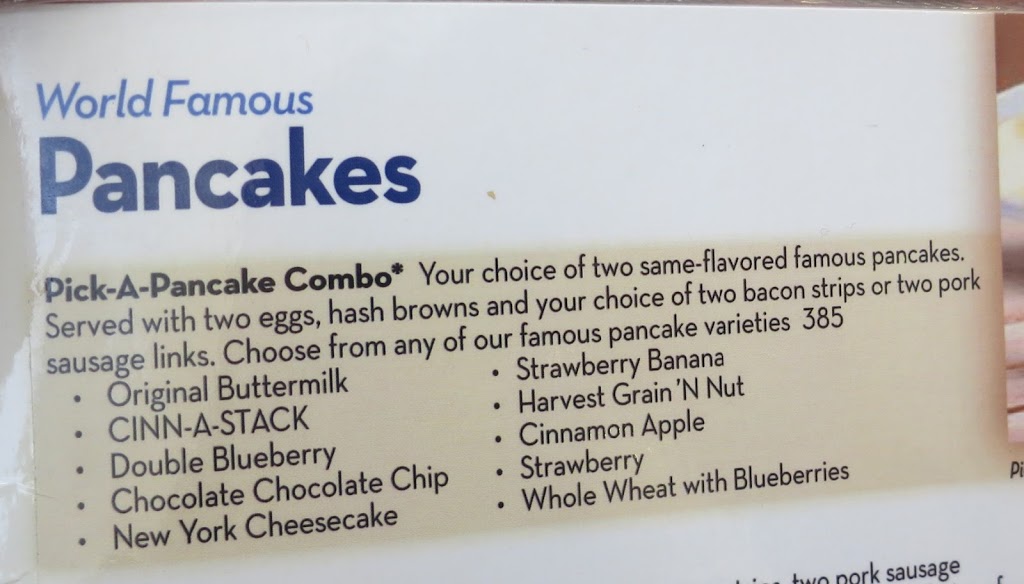 World Famous
Pancakes
Pick-A-Pancake Combo* Your choice of two same-flavored famous pancakes.
Served with two eggs, hash browns and your choice of two bacon strips or two pork
sausage links. Choose from any of our famous pancake varieties 385
• Original Buttermilk
• CINN-A-STACK
• Double Blueberry
• Chocolate Chocolate Chip
• New York Cheesecake
• Strawberry Banana
• Harvest Grain 'N Nut
• Cinnamon Apple
• Strawberry
• Whole Wheat with Blueberries
two pork sausage